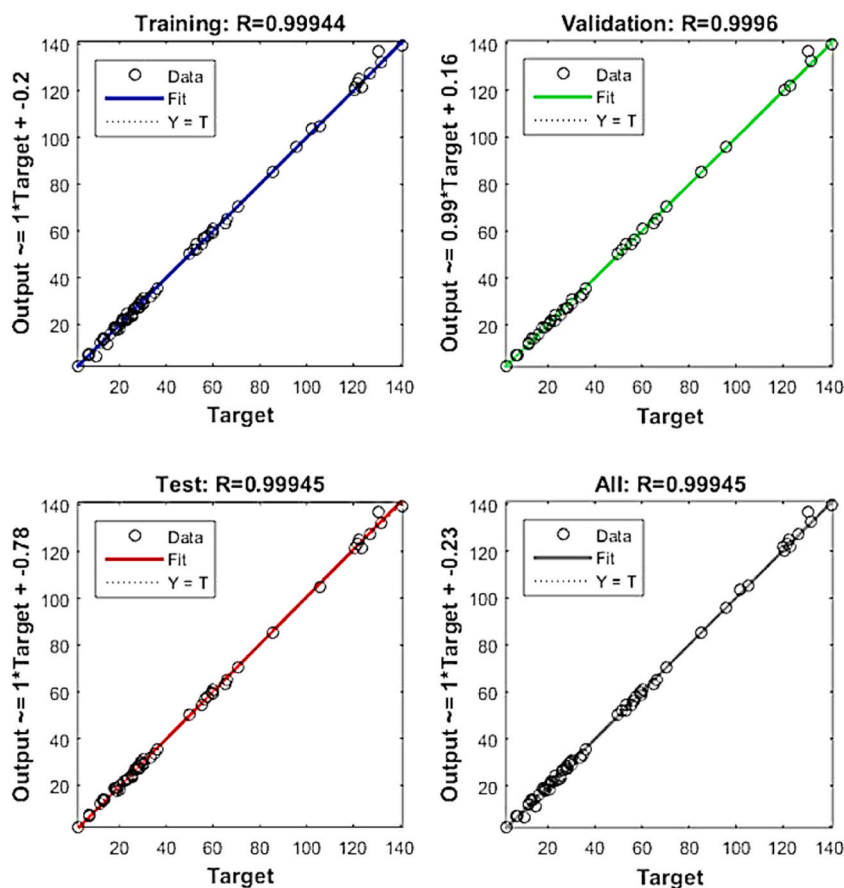 Training: R=0.99944
Output ~= 1*Target + -0.2
140
120
100
80
60
40
20
Data
Fit
Y = T
20 40 60 80 100 120 140
Target
Validation: R=0.9996
Output ~= 0.99*Target + 0.16
140
120
100
80
60
40
20
Data
Fit
Y = T
20 40 60 80 100 120 140
Target
Test: R=0.99945
Output ~= 1*Target + -0.78
140
120
100
80
60
40
20
Data
Fit
Y = T
20 40 60 80 100 120 140
Target
All: R=0.99945
Output ~= 1*Target + -0.23
140
120
100
80
60
40
20
Data
Fit
Y = T
20 40 60 80 100 120 140
Target